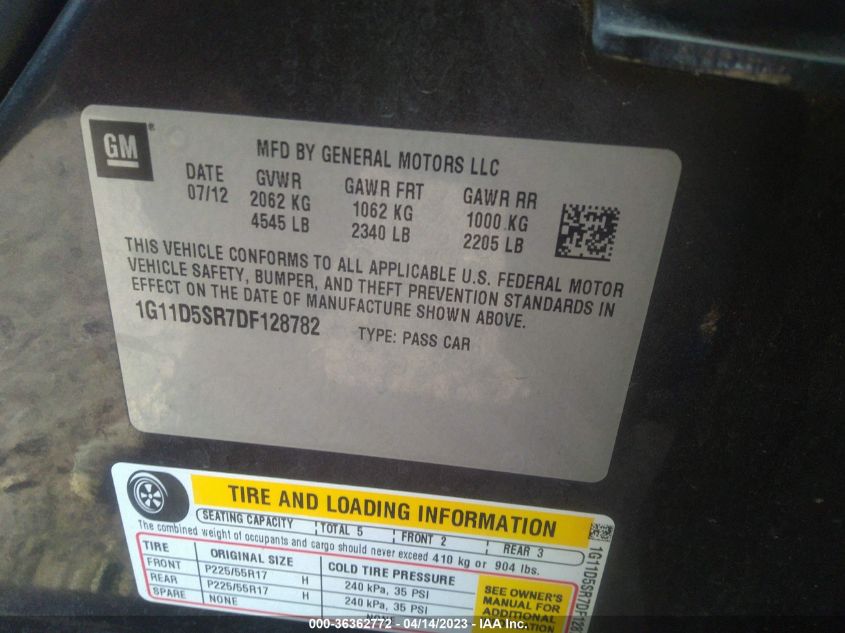 GM
MFD BY GENERAL MOTORS LLC
DATE GVWR GAWR FRT GAWR RR
07/12 2062 KG 1062 KG 1000 KG
4545 LB 2340 LB 2205 LB
THIS VEHICLE CONFORMS TO ALL APPLICABLE U.S. FEDERAL MOTOR
VEHICLE SAFETY, BUMPER, AND THEFT PREVENTION STANDARDS IN
EFFECT ON THE DATE OF MANUFACTURE SHOWN ABOVE.
1G11D5SR7DF128782 TYPE: PASS CAR
TIRE AND LOADING INFORMATION
SEATING CAPACITY TOTAL 5 FRONT 2 REAR 3
The combined weight of occupants and cargo should never exceed 410 kg or 904 lbs.
TIRE ORIGINAL SIZE COLD TIRE PRESSURE
FRONT P225/55R17 H 240 kPa, 35 PSI
REAR P225/55R17 H 240 kPa, 35 PSI
SPARE NONE
SEE OWNER'S
MANUAL FOR
ADDITIONAL
1G11D5SR7DF128
000-36362772 - 04/14/2023 - IAA Inc.